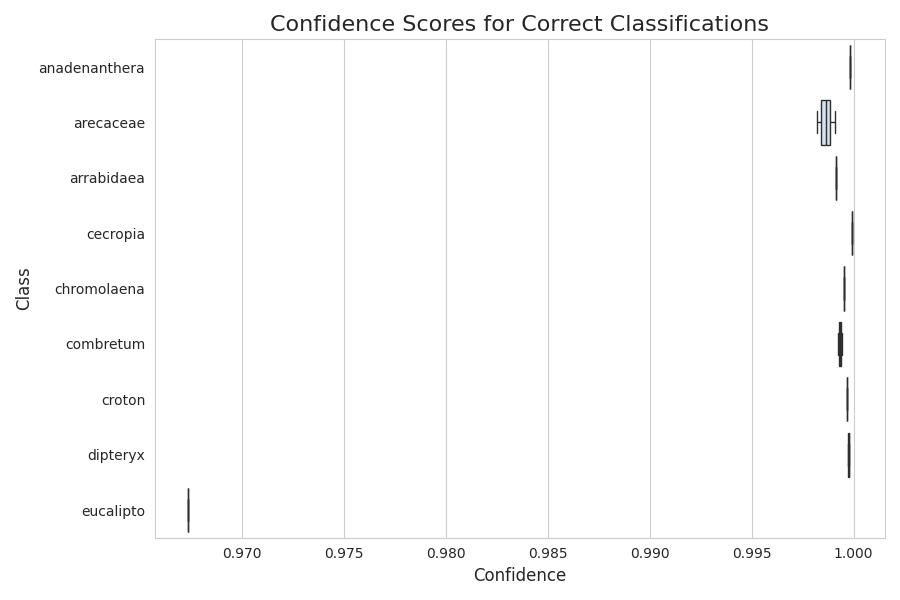 Confidence Scores for Correct Classifications
anadenanthera
arecaceae
arrabidaea
cecropia
chromolaena
combretum
croton
dipteryx
eucalipto
Class
0.970 0.975 0.980 0.985 0.990 0.995 1.000
Confidence